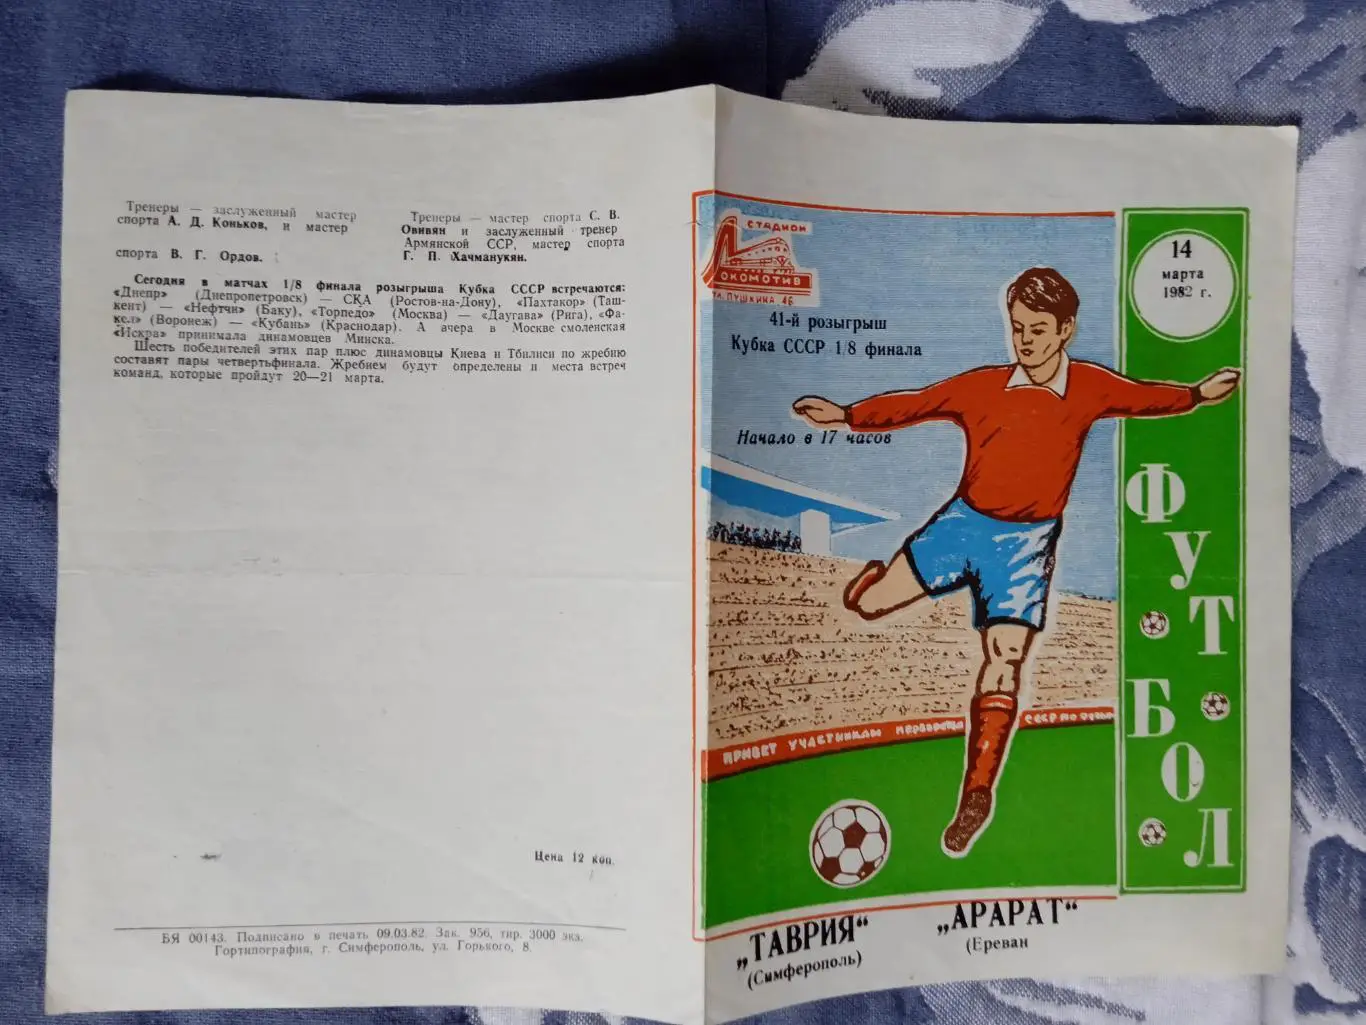 Тренеры — заслуженный мастер
спорта А. Д. Коньков, и мастер
спорта В. Г. Ордов.
Тренеры — мастер спорта С. В.
Овивян и заслуженный тренер
Армянской ССР, мастер спорта
Г. П. Хачманукян.
Сегодня в матчах 1/8 финала розыгрыша Кубка СССР встречаются:
«Днепр» (Днепропетровск) — СКА (Ростов-на-Дону), «Пахтакор» (Таш-
кент) — «Нефтчи» (Баку), «Торпедо» (Москва) — «Даугава» (Рига), «Фа-
кел» (Воронеж) — «Кубань» (Краснодар). А вчера в Москве смоленская
«Искра» принимала динамовцев Минска.
Шесть победителей этих пар плюс динамовцы Киева и Тбилиси по жребию
составят пары четвертьфинала. Жребием будут определены и места встреч
команд, которые пройдут 20—21 марта.
Цена 12 коп.
БЯ 00143. Подписано в печать 09.03.82. Зак. 956, тир. 3000 экз.
Гортипография, г. Симферополь, ул. Горького, 8.
СТАДИОН
ЛОКОМОТИВ
УЛ. ПУШКИНА 46
14
марта
1982 г.
41-й розыгрыш
Кубка СССР 1/8 финала
Начало в 17 часов
ФУТБОЛ
ПРИВЕТ УЧАСТНИКАМ ПЕРВЕНСТВА СССР ПО
„ТАВРИЯ“
(Симферополь)
„АРАРАТ“
(Ереван